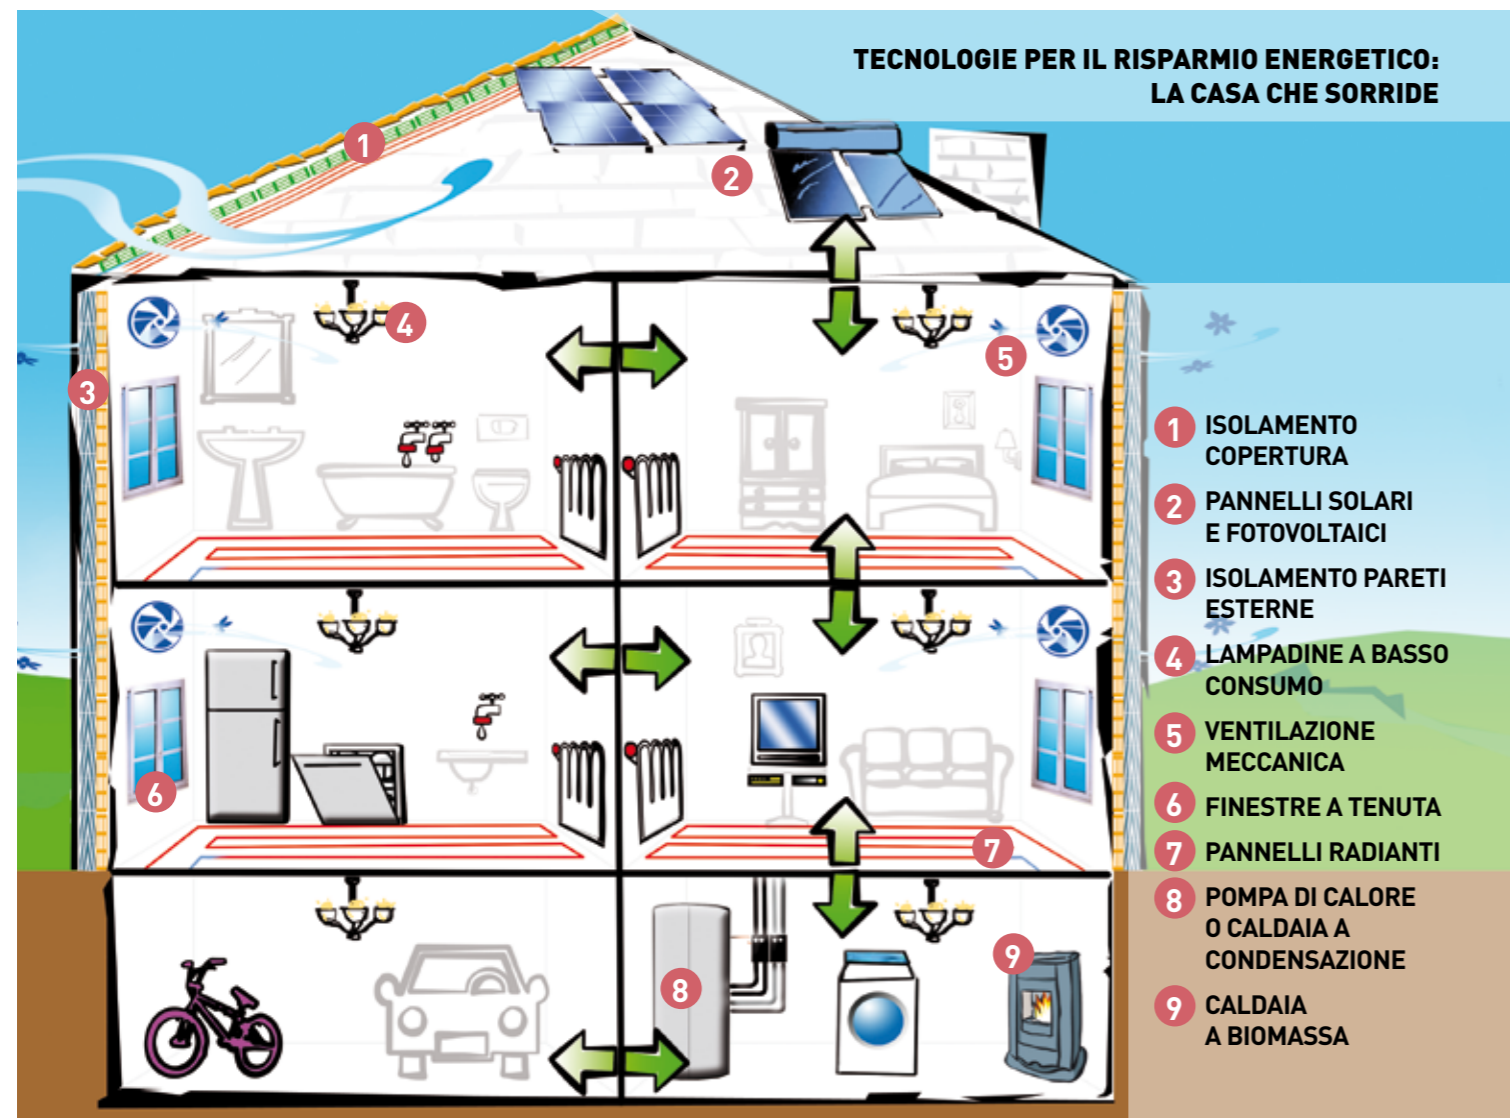 TECNOLOGIE PER IL RISPARMIO ENERGETICO:
LA CASA CHE SORRIDE
1
2
3
4
5
6
7
8
9
1 ISOLAMENTO
COPERTURA
2 PANNELLI SOLARI
E FOTOVOLTAICI
3 ISOLAMENTO PARETI
ESTERNE
4 LAMPADINE A BASSO
CONSUMO
5 VENTILAZIONE
MECCANICA
6 FINESTRE A TENUTA
7 PANNELLI RADIANTI
8 POMPA DI CALORE
O CALDAIA A
CONDENSAZIONE
9 CALDAIA
A BIOMASSA